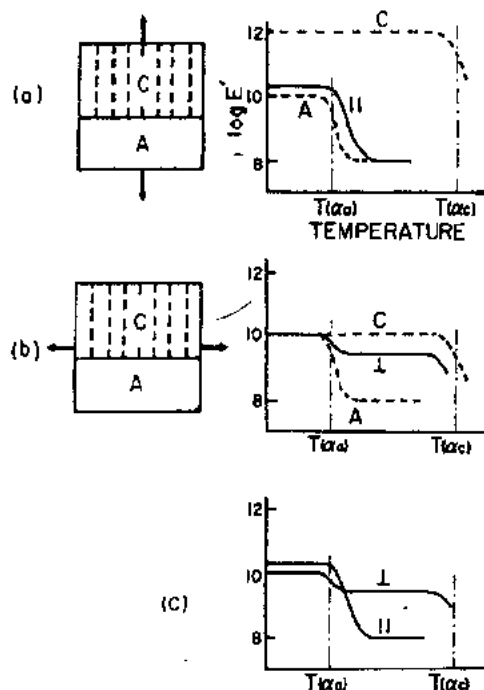 (a)
C
A
log E'
12
10
8
C
||
A
T(αa) T(αc)
TEMPERATURE
(b)
C
A
12
10
8
C
⊥
A
T(αa) T(αc)
(c)
12
10
8
⊥
||
T(αa) T(αc)